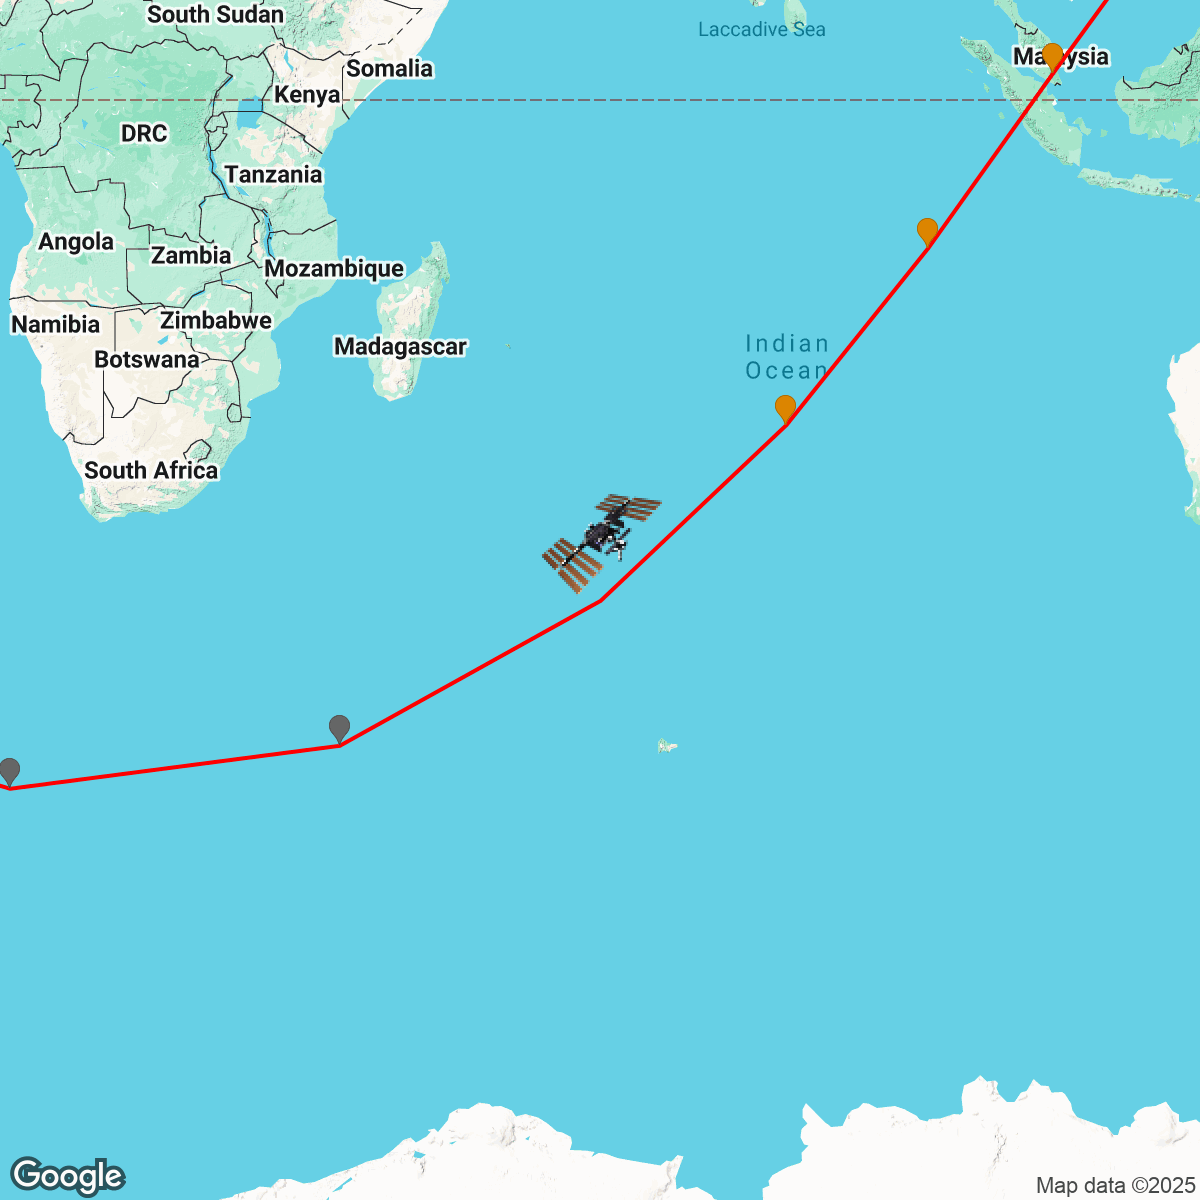 South Sudan
Laccadive Sea
Somalia
Kenya
DRC
Tanzania
Angola
Zambia
Mozambique
Namibia
Zimbabwe
Botswana
Madagascar
Indian
Ocean
South Africa
Google
Map data ©2025